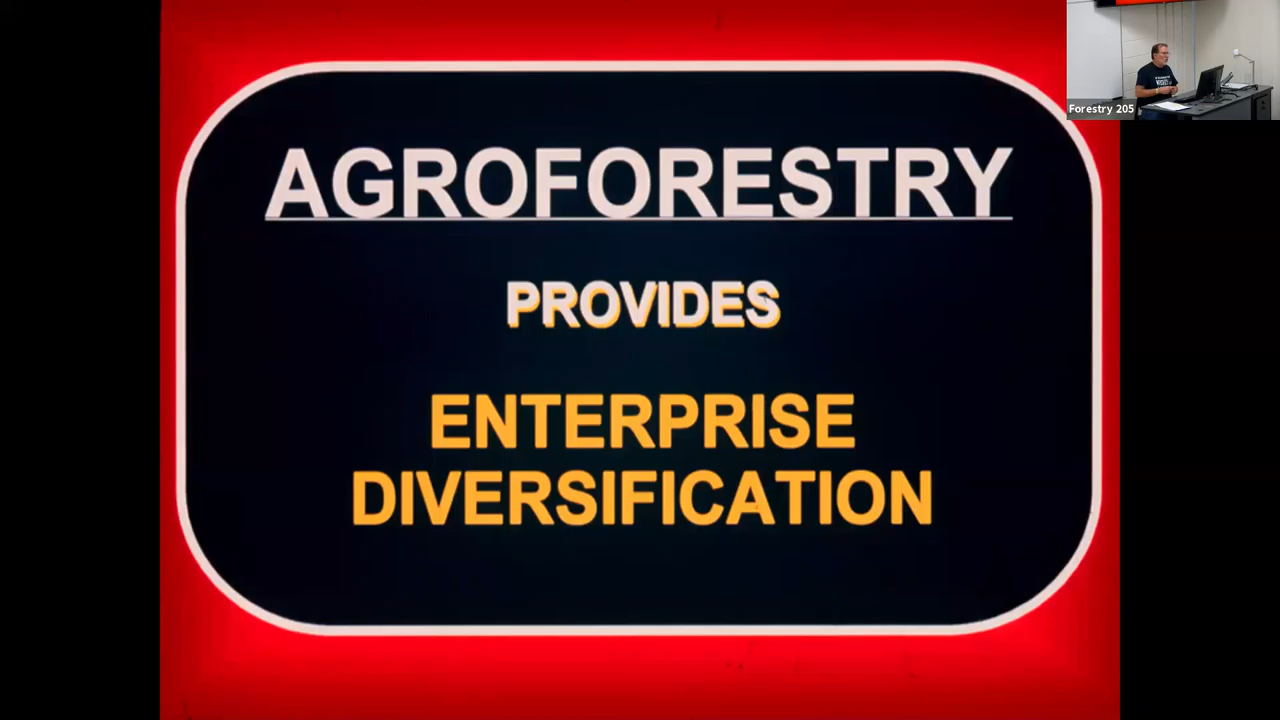 AGROFORESTRY
PROVIDES
ENTERPRISE
DIVERSIFICATION
Forestry 205